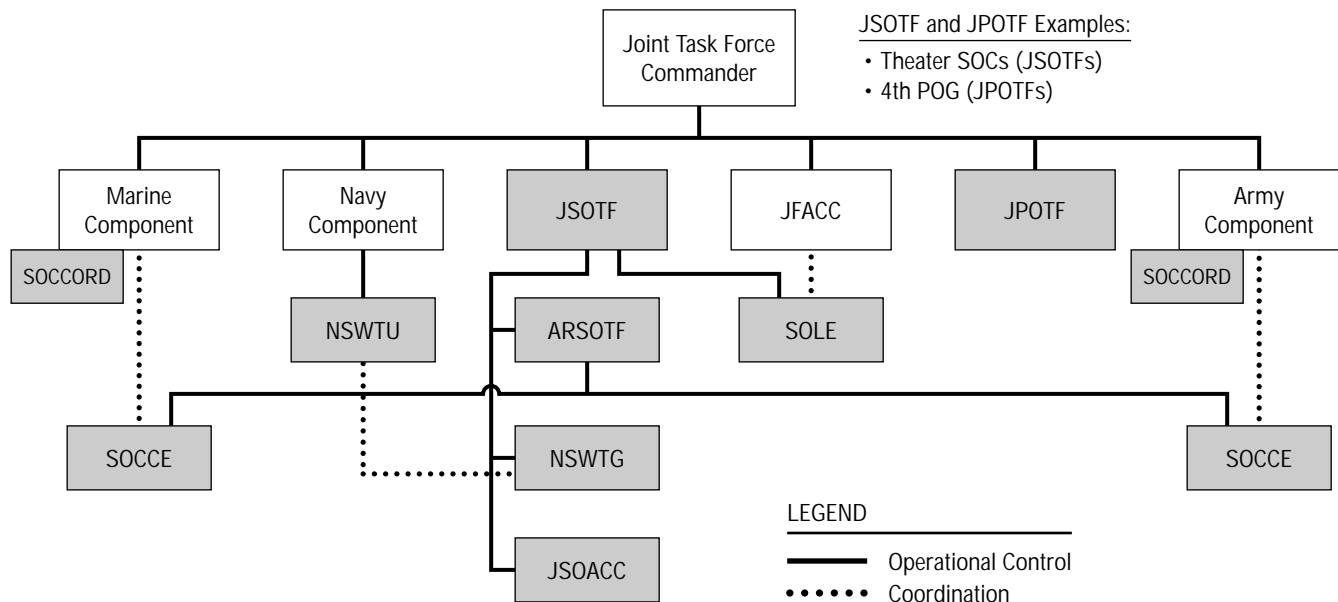 Joint Task Force
Commander
JSOTF and JPOTF Examples:
• Theater SOCs (JSOTFs)
• 4th POG (JPOTFs)
Marine
Component
Navy
Component
JSOTF
JFACC
JPOTF
Army
Component
SOCCORD
SOCCORD
NSWTU
ARSOTF
SOLE
SOCCE
NSWTG
SOCCE
JSOACC
LEGEND
Operational Control
Coordination